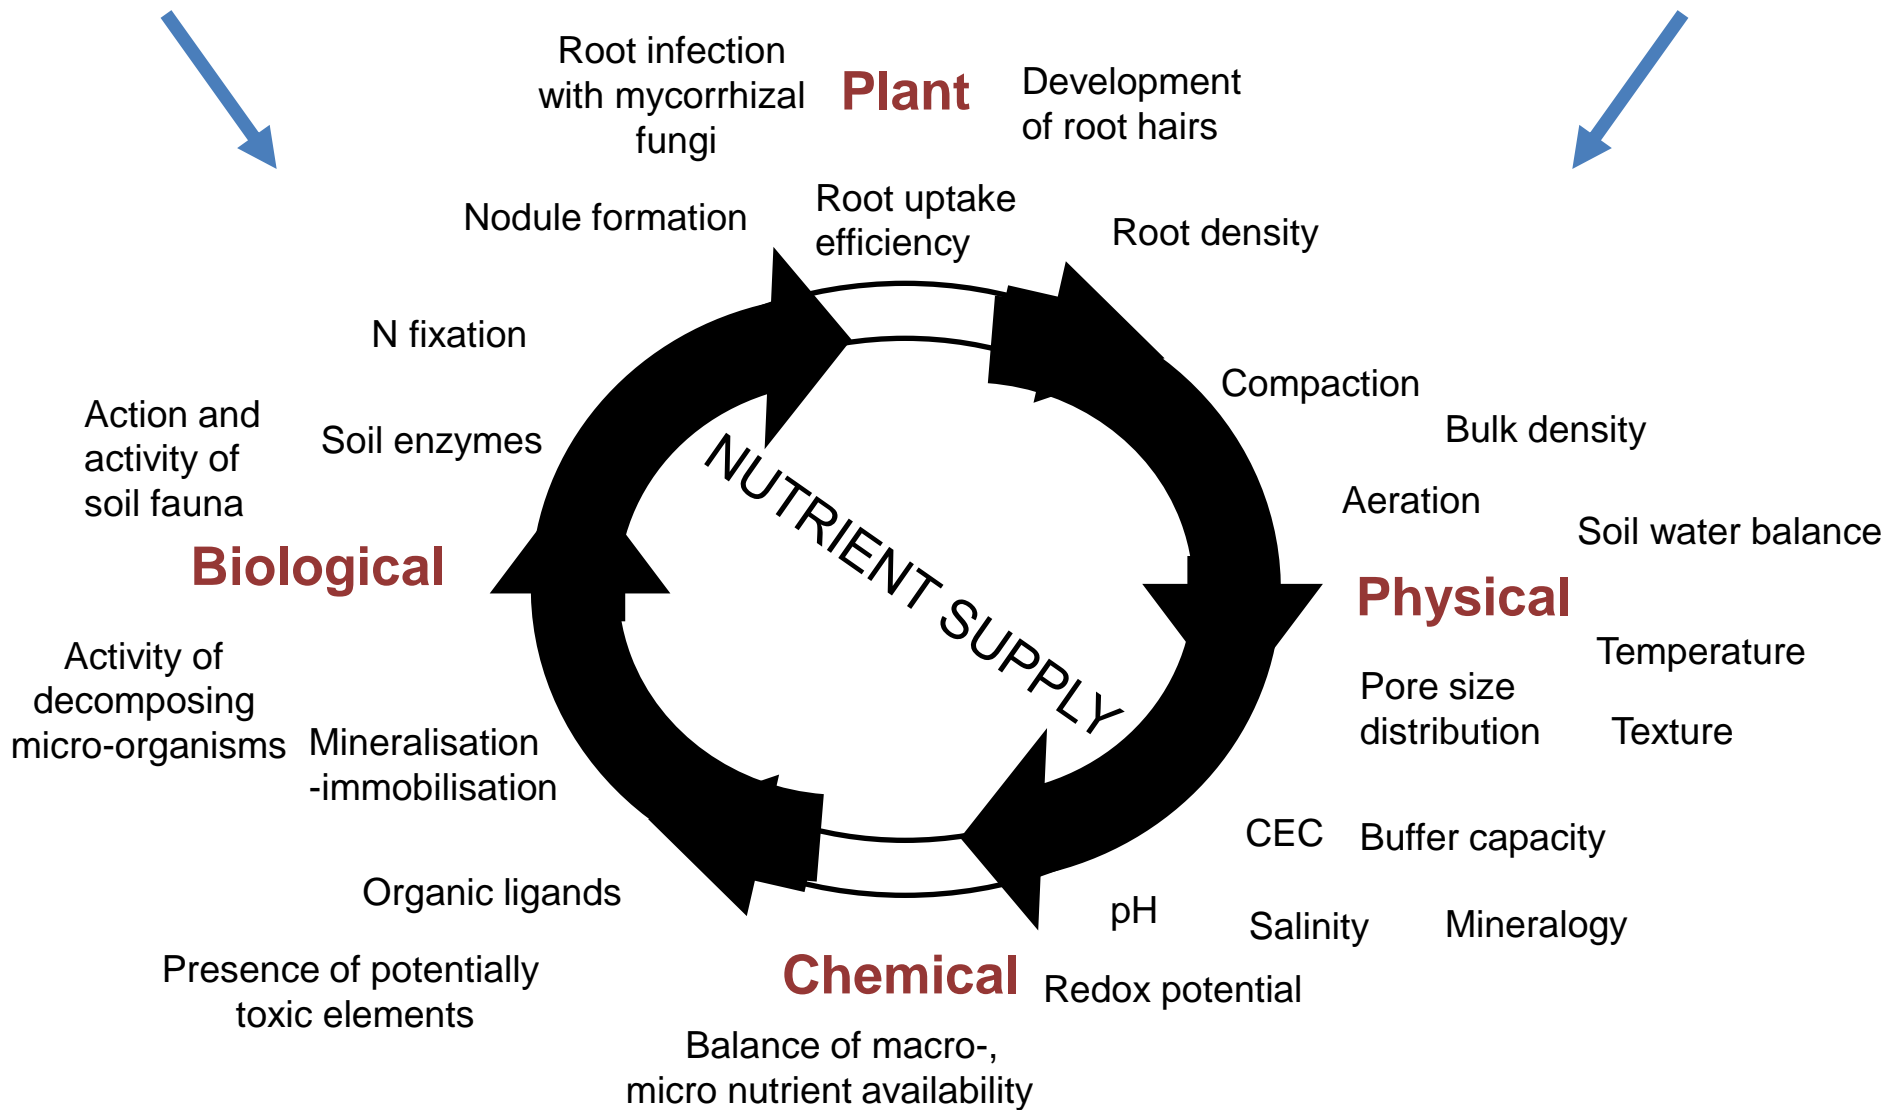 Root infection
with mycorrhizal
fungi
Plant
Development
of root hairs
Nodule formation
Root uptake
efficiency
Root density
N fixation
Compaction
Action and
activity of
soil fauna
Soil enzymes
Bulk density
Aeration
Soil water balance
NUTRIENT SUPPLY
Biological
Physical
Activity of
decomposing
micro-organisms
Mineralisation
-immobilisation
Temperature
Pore size
distribution
Texture
CEC
Buffer capacity
Organic ligands
pH
Salinity
Mineralogy
Presence of potentially
toxic elements
Chemical
Redox potential
Balance of macro-,
micro nutrient availability